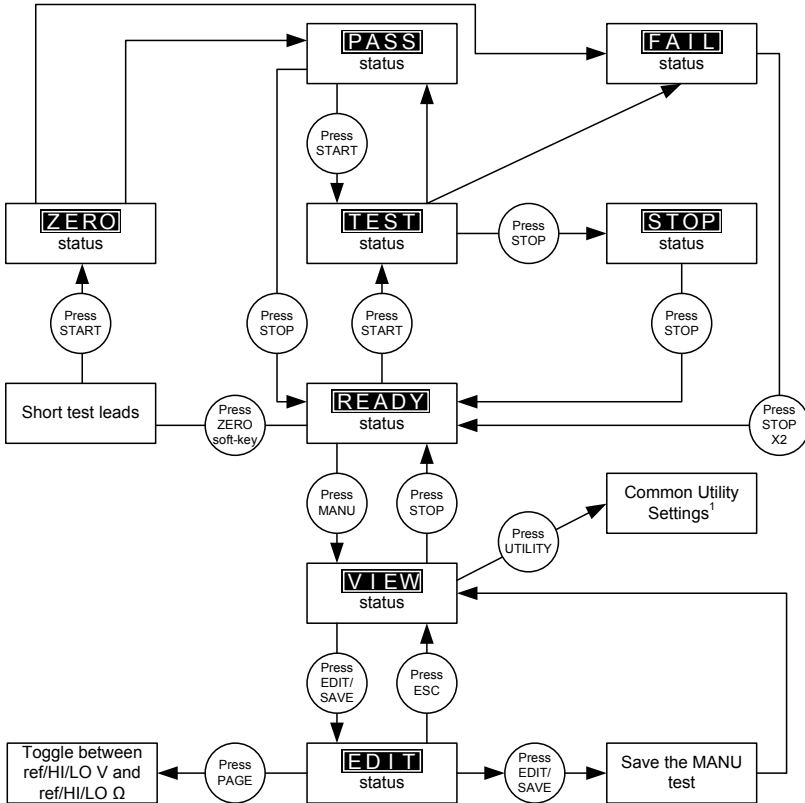 PASS
status
FAIL
status
Press
START
ZERO
status
TEST
status
Press
STOP
STOP
status
Press
START
Press
STOP
Press
START
Press
STOP
Short test leads
Press
ZERO
soft-key
READY
status
Press
STOP
X2
Press
MANU
Press
STOP
Common Utility
Settings1
Press
UTILITY
VIEW
status
Press
EDIT/
SAVE
Press
ESC
Toggle between
ref/HI/LO V and
ref/HI/LO Ω
Press
PAGE
EDIT
status
Press
EDIT/
SAVE
Save the MANU
test